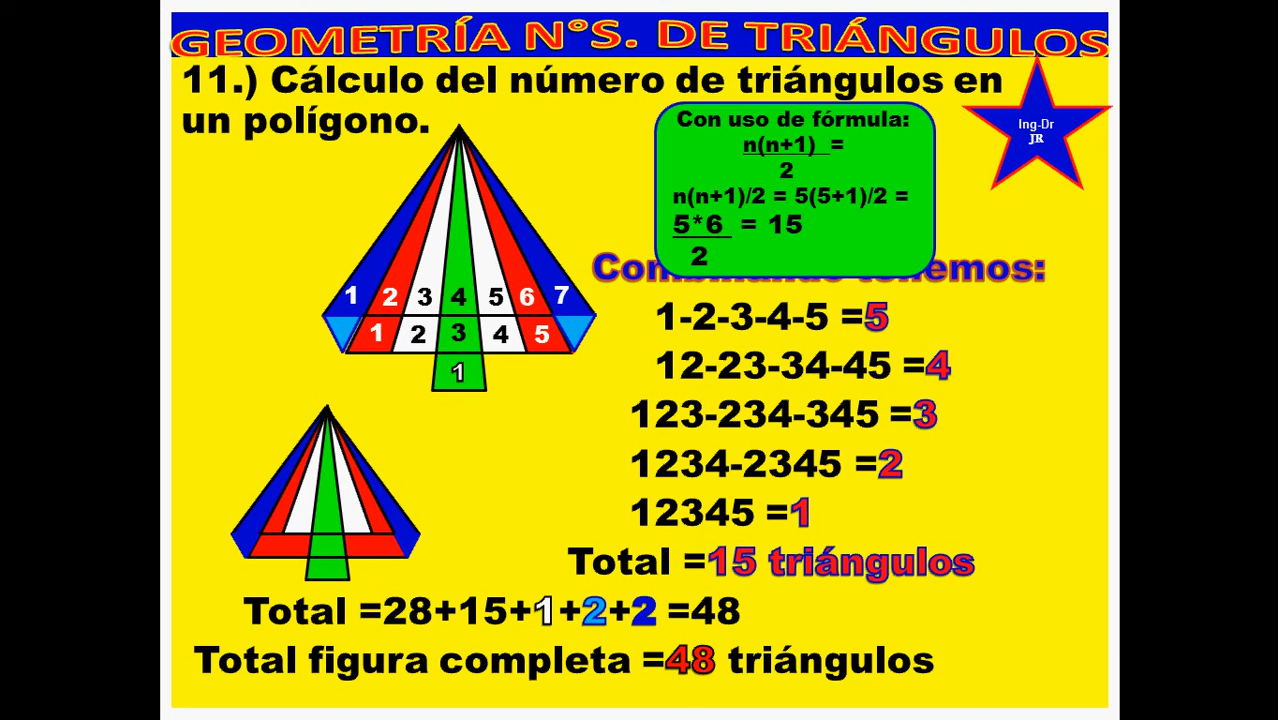 GEOMETRÍA N°S. DE TRIÁNGULOS
11.) Cálculo del número de triángulos en
un polígono.
Ing-Dr
JR
Con uso de fórmula:
n(n+1) =
2
n(n+1)/2 = 5(5+1)/2 =
5*6 = 15
2
1 2 3 4 5 6 7
1 2 3 4 5
1
1-2-3-4-5 =5
12-23-34-45 =4
123-234-345 =3
1234-2345 =2
12345 =1
Total =15 triángulos
Total =28+15+1+2+2 =48
Total figura completa =48 triángulos